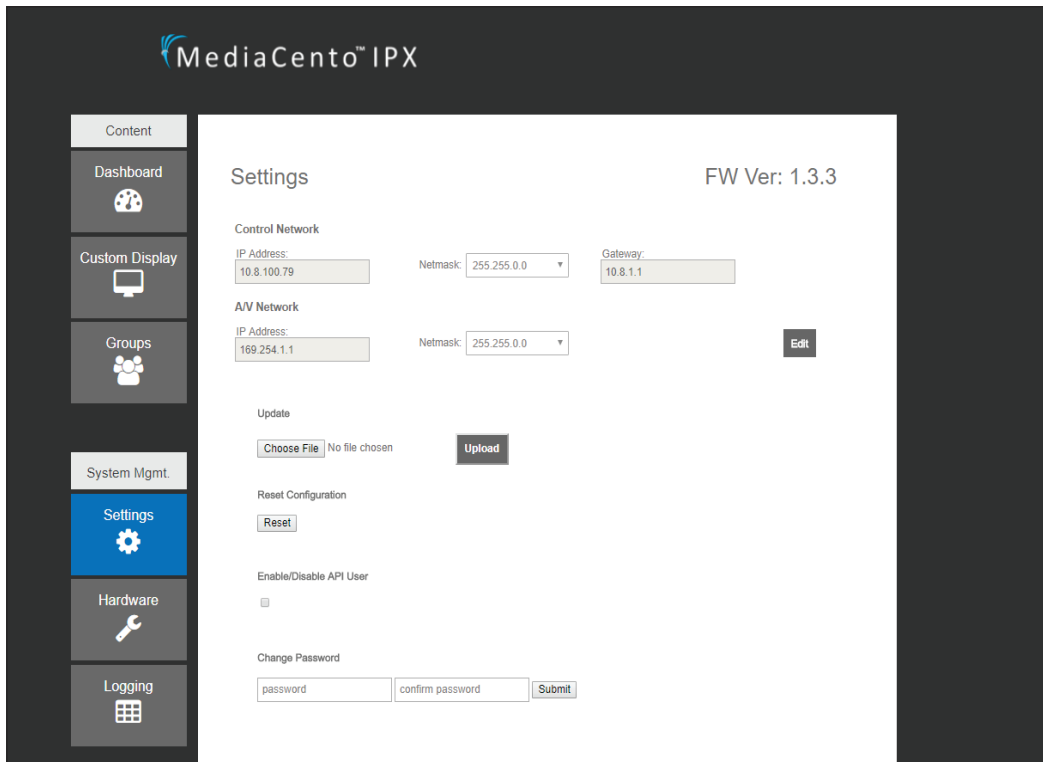 MediaCento™ IPX
Content
Dashboard
Custom Display
Groups
System Mgmt.
Settings
Hardware
Logging
Settings
FW Ver: 1.3.3
Control Network
IP Address:
10.8.100.79
Netmask: 255.255.0.0
Gateway:
10.8.1.1
A/V Network
IP Address:
169.254.1.1
Netmask: 255.255.0.0
Edit
Update
Choose File No file chosen
Upload
Reset Configuration
Reset
Enable/Disable API User
Change Password
password
confirm password
Submit